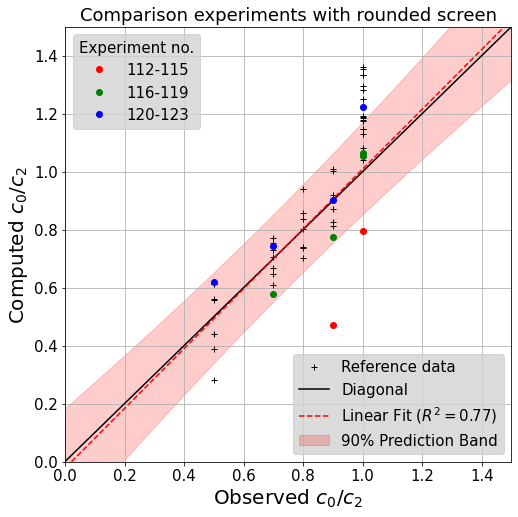 Comparison experiments with rounded screen
Experiment no.
112-115
116-119
120-123
Computed c₀/c₂
1.4
1.2
1.0
0.8
0.6
0.4
0.2
0.0
Reference data
Diagonal
Linear Fit (R² = 0.77)
90% Prediction Band
0.0 0.2 0.4 0.6 0.8 1.0 1.2 1.4
Observed c₀/c₂